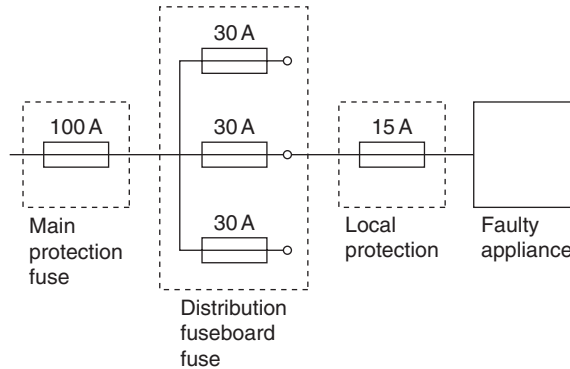 30 A
100 A
30 A
15 A
30 A
Main
protection
fuse
Distribution
fuseboard
fuse
Local
protection
Faulty
appliance